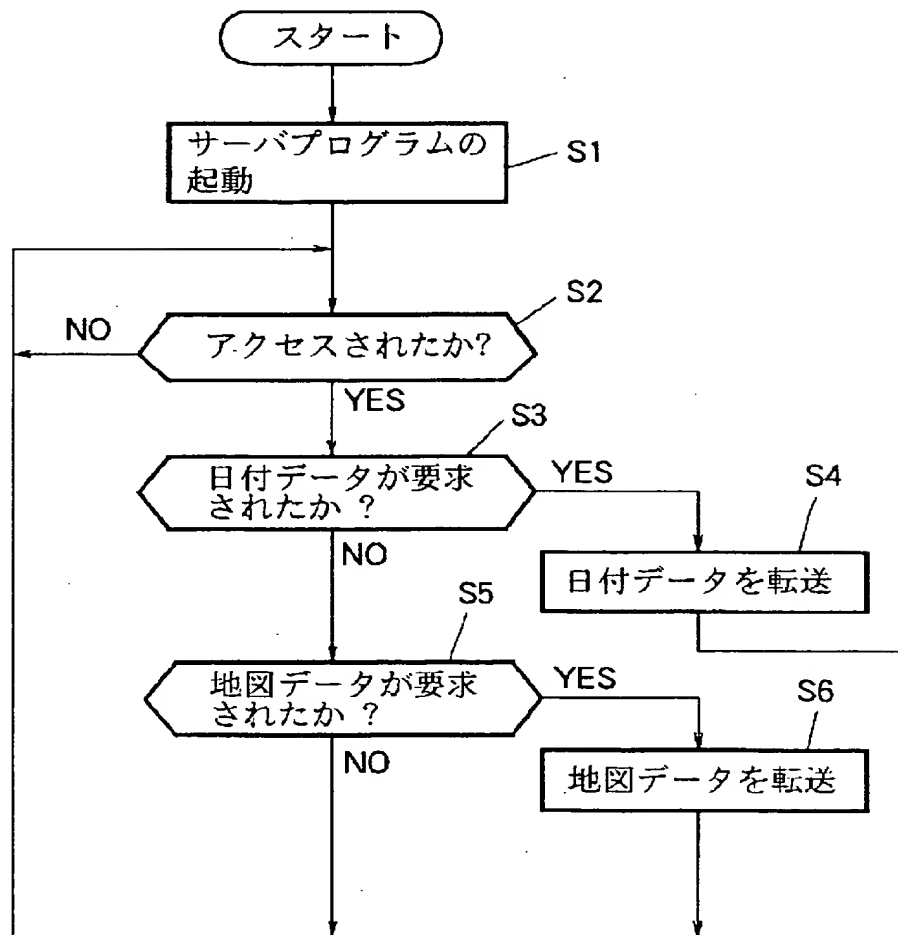 スタート
サーバプログラムの
起動
S1
S2
アクセスされたか?
NO
YES
S3
日付データが要求
されたか ?
YES
NO
S4
日付データを転送
S5
地図データが要求
されたか ?
YES
NO
S6
地図データを転送